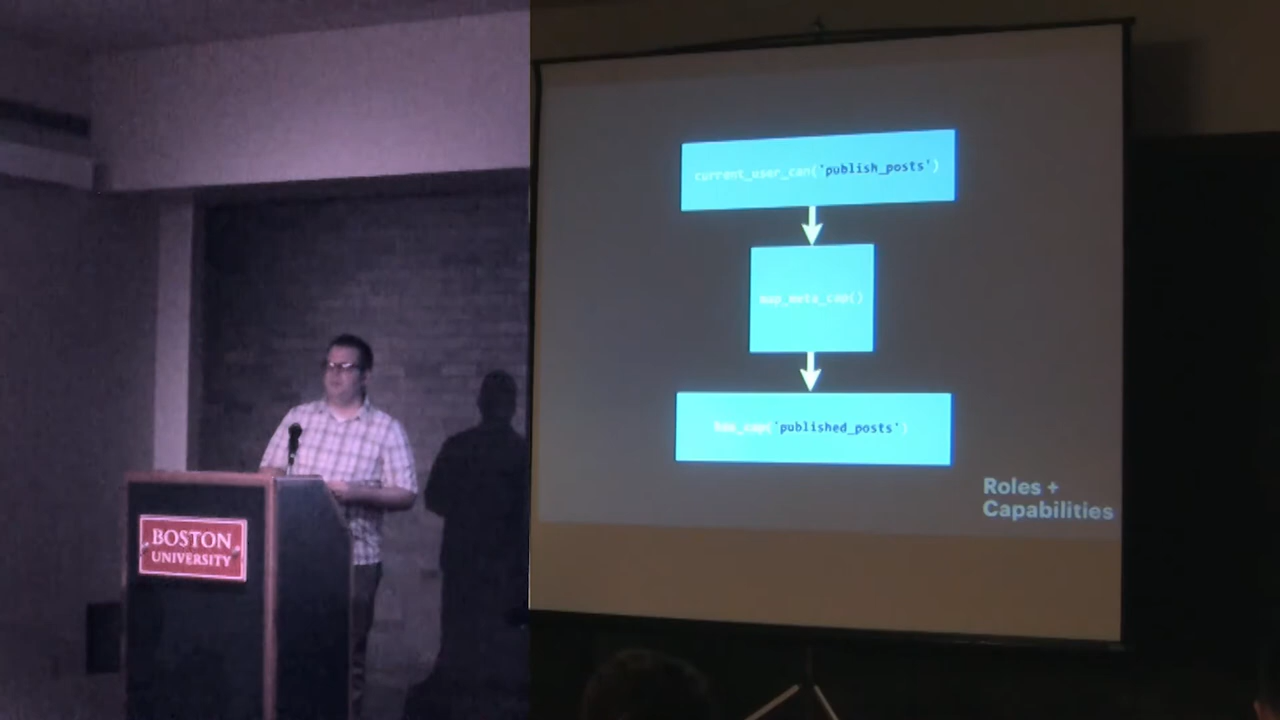 BOSTON
UNIVERSITY
current_user_can('publish_posts')
map_meta_cap()
has_cap('published_posts')
Roles +
Capabilities